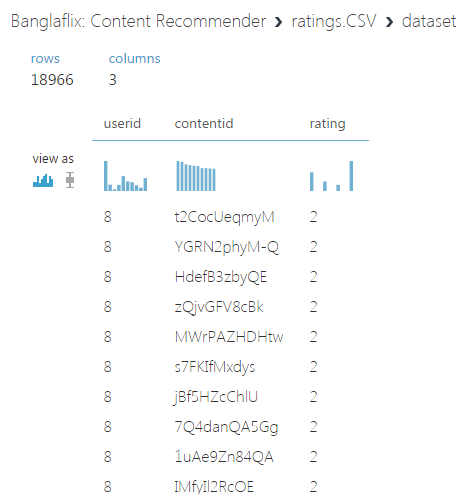 Banglaflix: Content Recommender › ratings.CSV › dataset
rows columns
18966 3
userid contentid rating
view as
8 t2CocUeqmyM 2
8 YGRN2phyM-Q 2
8 HdefB3zbyQE 2
8 zQjvGFV8cBk 2
8 MWrPAZHDHtw 2
8 s7FKIfMxdys 2
8 jBf5HZcChlU 2
8 7Q4danQA5Gg 2
8 1uAe9Zn84QA 2
8 IMfyIl2RcOE 2